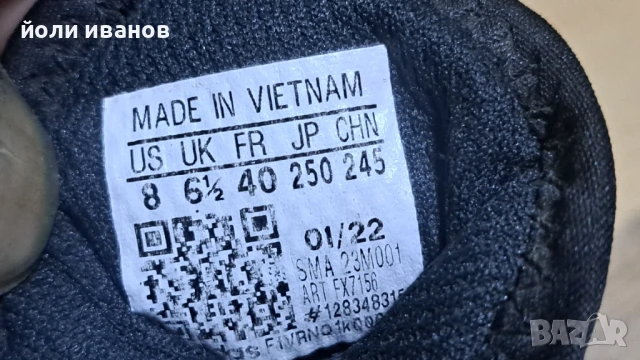 йоли иванов
MADE IN VIETNAM
US UK FR JP CHN
8 6½ 40 250 245
01/22
SMA 23M001
ART FX7156
BAZAR